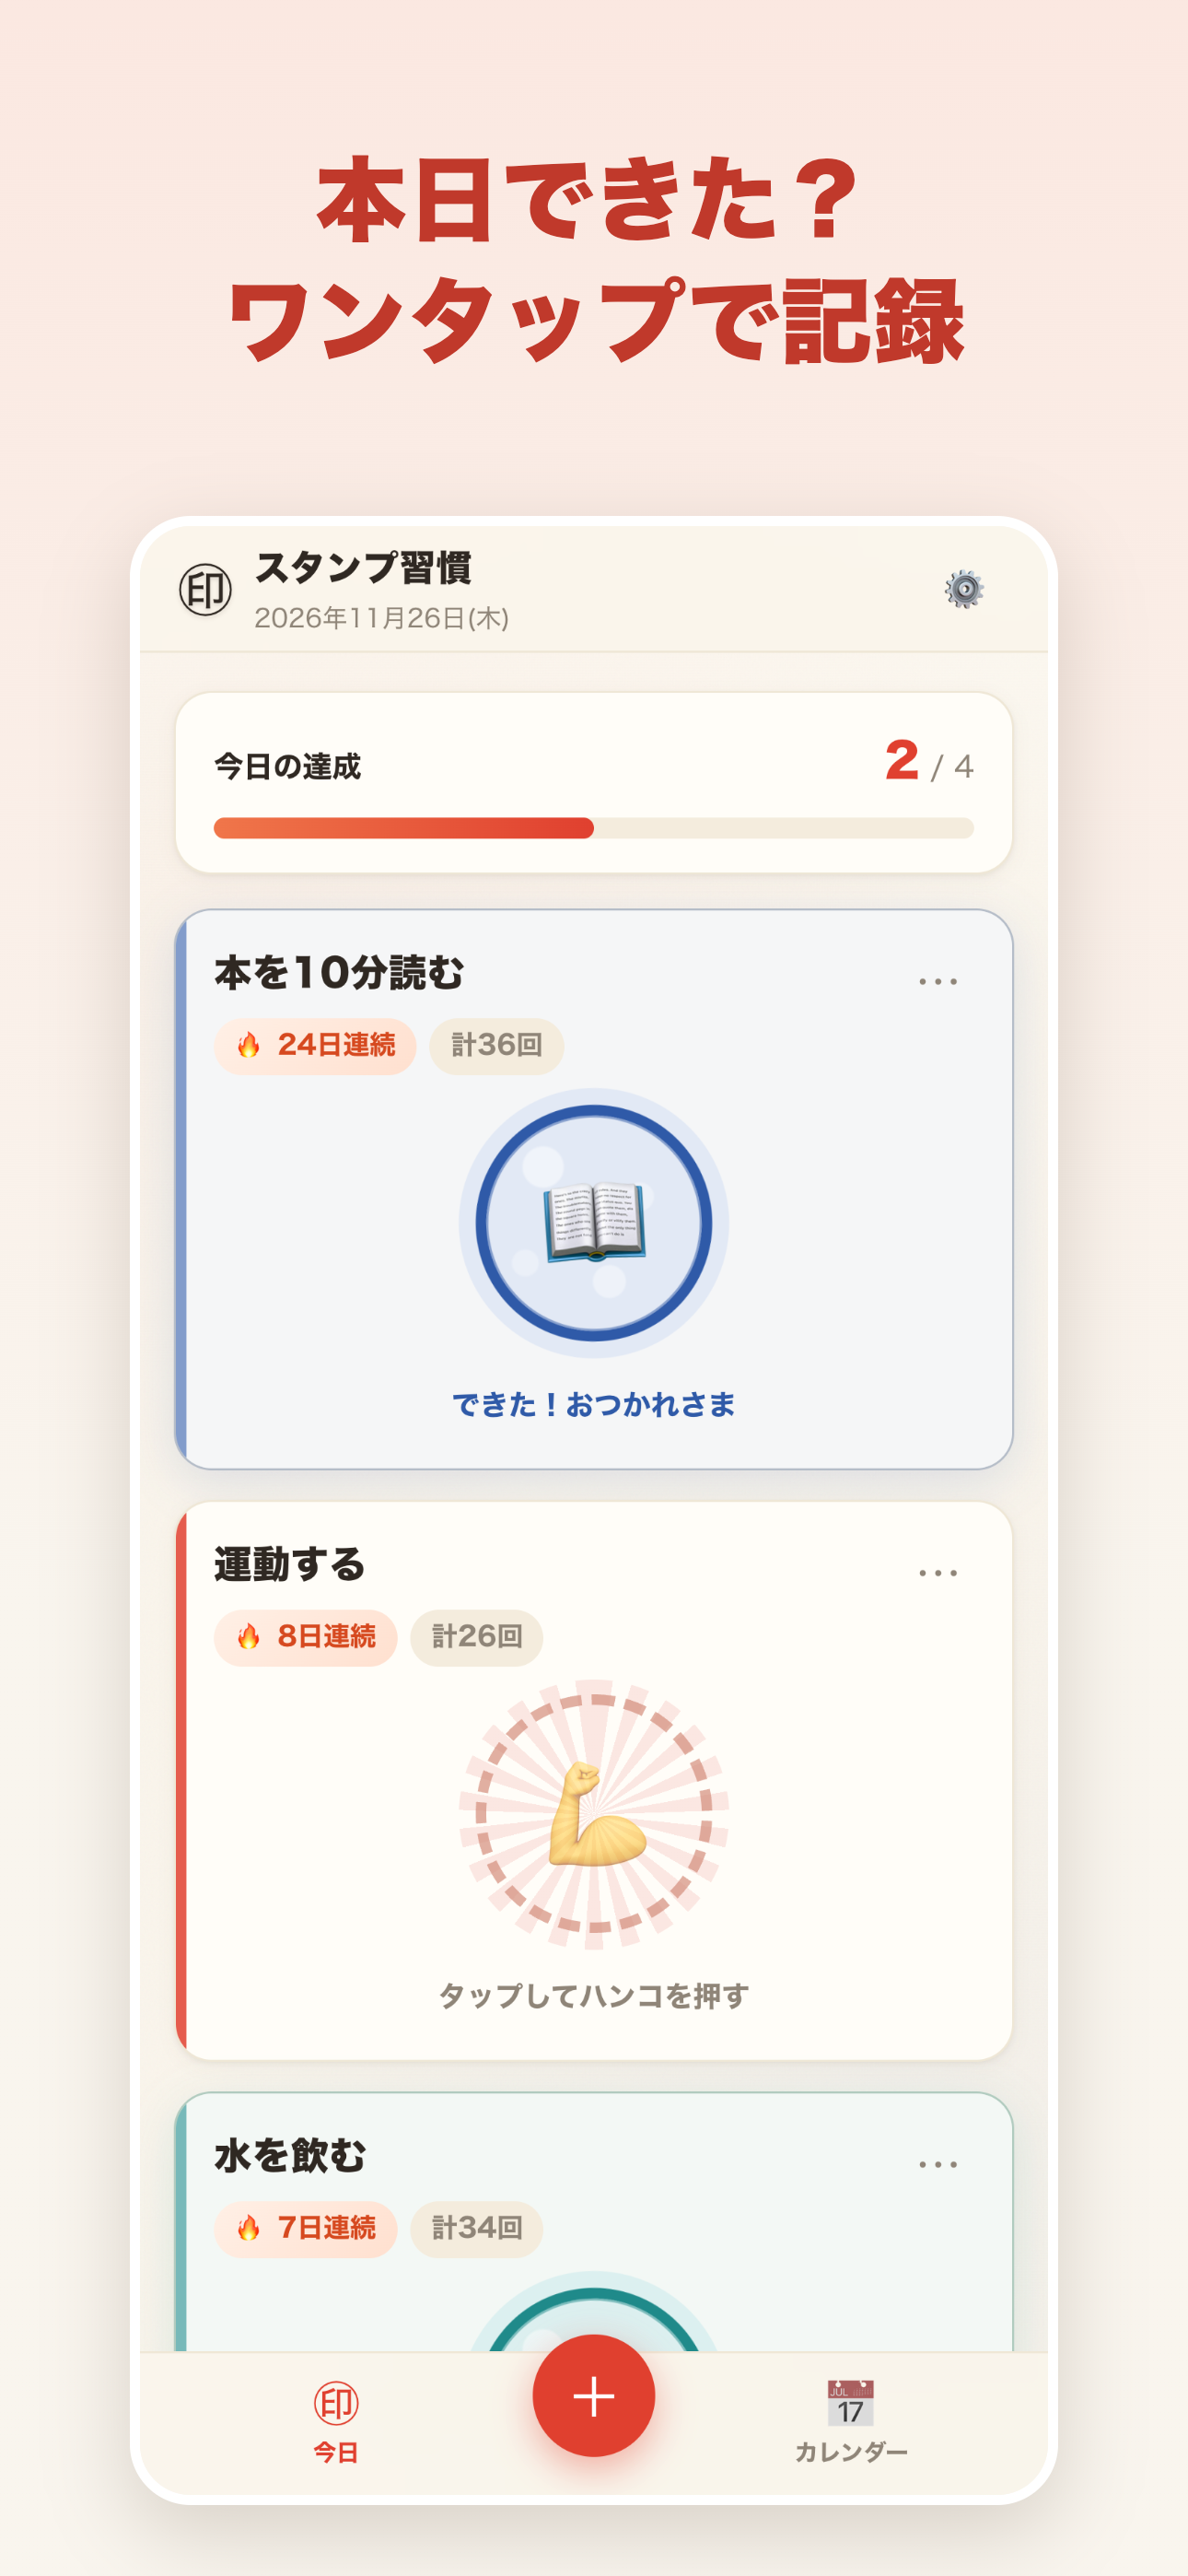 本日できた？
ワンタップで記録
㊞
スタンプ習慣
2026年11月26日(木)
今日の達成
2 / 4
本を10分読む
...
24日連続
計36回
できた！おつかれさま
運動する
...
8日連続
計26回
タップしてハンコを押す
水を飲む
...
7日連続
計34回
㊞
今日
+
JUL
17
カレンダー